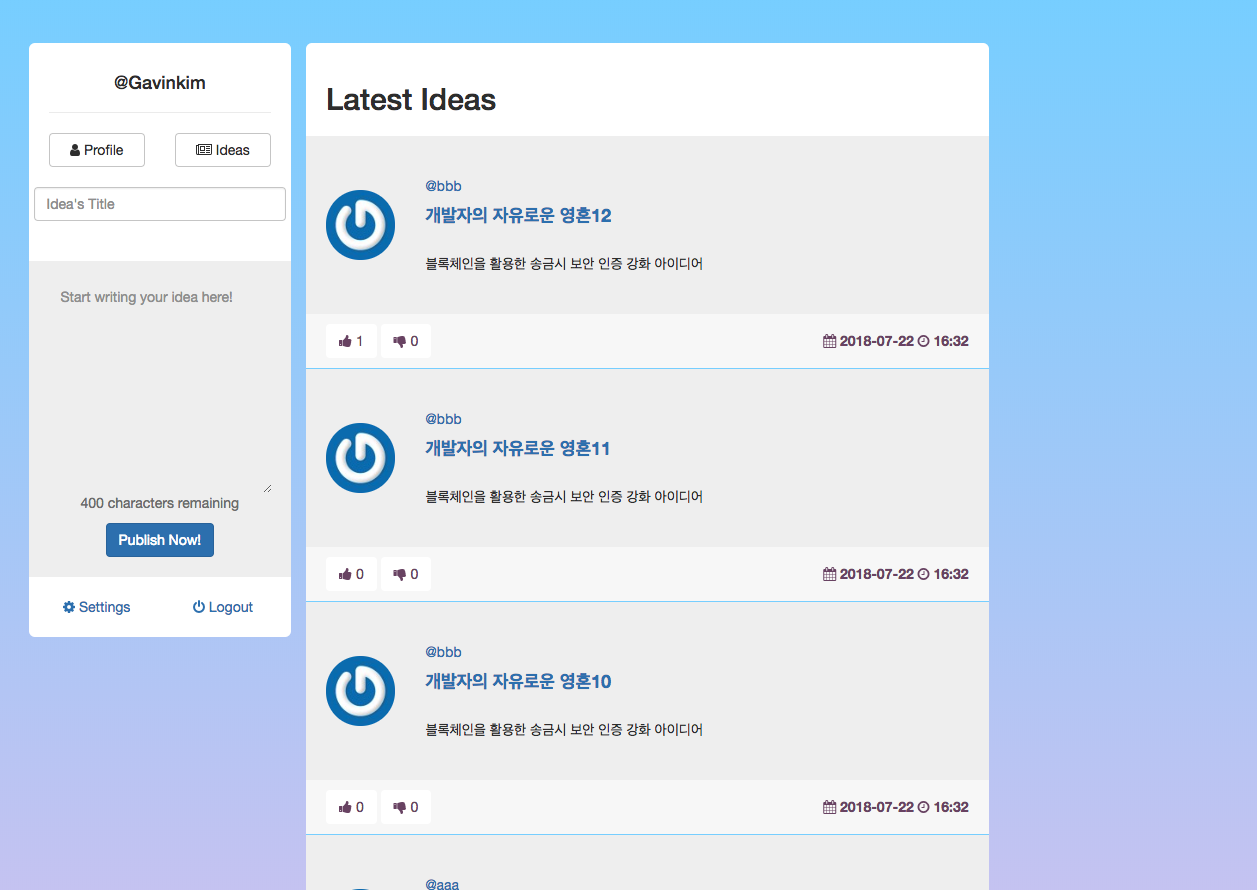 @Gavinkim
Profile
Ideas
Idea's Title
Start writing your idea here!
400 characters remaining
Publish Now!
Settings
Logout
Latest Ideas
@bbb
개발자의 자유로운 영혼12
블록체인을 활용한 송금시 보안 인증 강화 아이디어
1 0 2018-07-22 16:32
@bbb
개발자의 자유로운 영혼11
블록체인을 활용한 송금시 보안 인증 강화 아이디어
0 0 2018-07-22 16:32
@bbb
개발자의 자유로운 영혼10
블록체인을 활용한 송금시 보안 인증 강화 아이디어
0 0 2018-07-22 16:32
@aaa